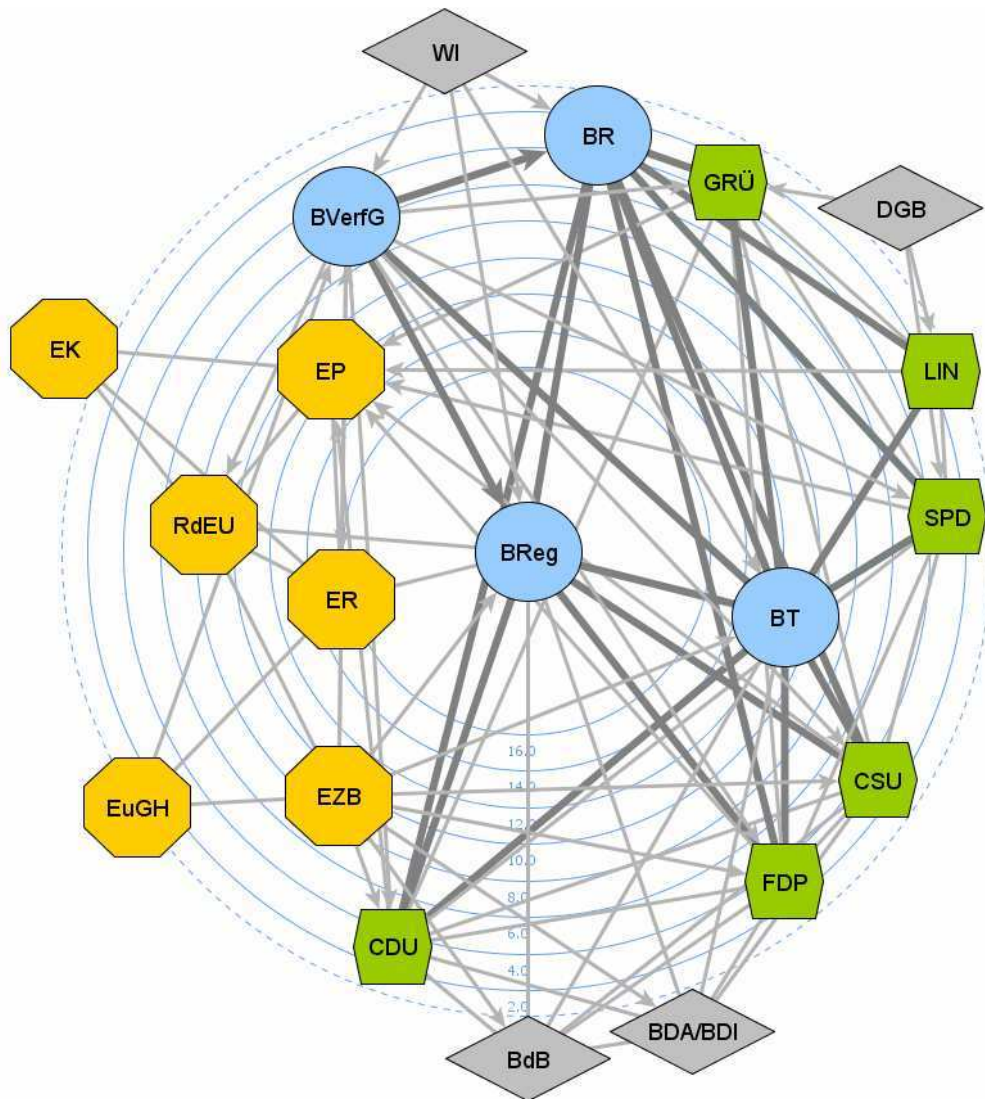 WI
BR
GRÜ
DGB
BVerfG
EK
EP
LIN
RdEU
SPD
BReg
ER
BT
16.0
14.0
CSU
EuGH
EZB
12.0
10.0
FDP
8.0
CDU
6.0
4.0
2.0
BDA/BDI
BdB